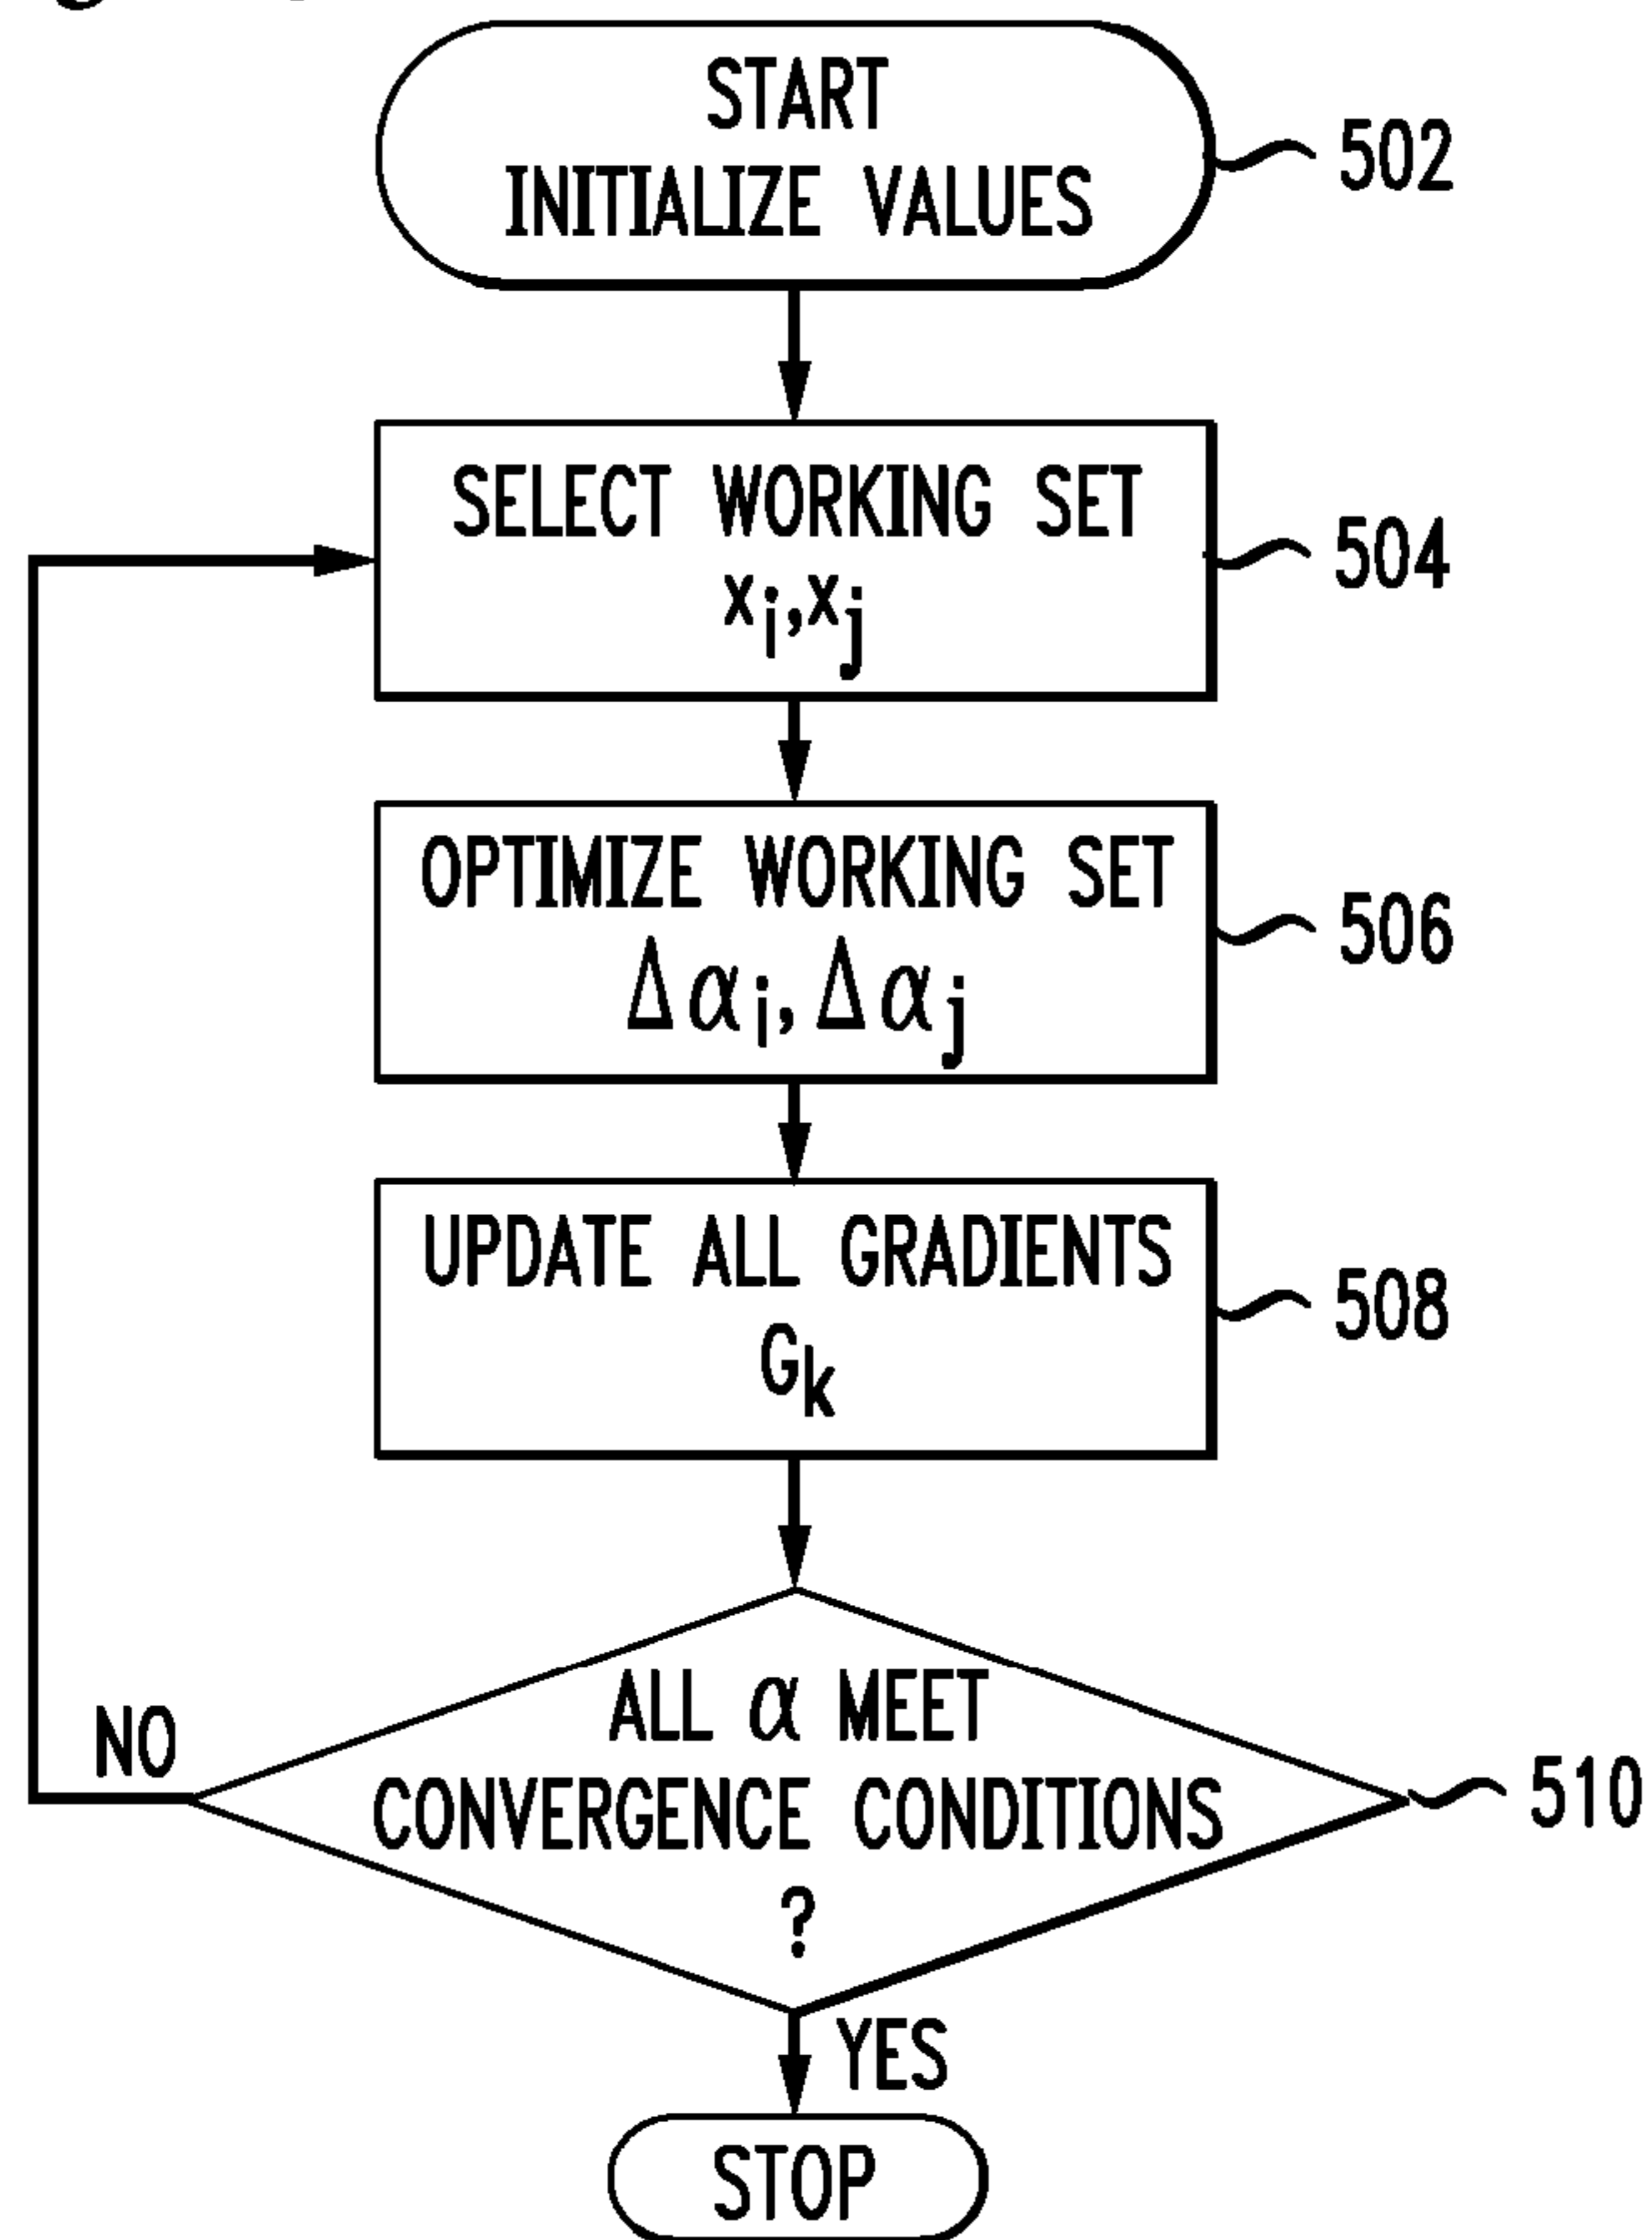 START
INITIALIZE VALUES
502
SELECT WORKING SET
xi,xj
504
OPTIMIZE WORKING SET
Δαi,Δαj
506
UPDATE ALL GRADIENTS
Gk
508
ALL α MEET
CONVERGENCE CONDITIONS
?
510
NO
YES
STOP